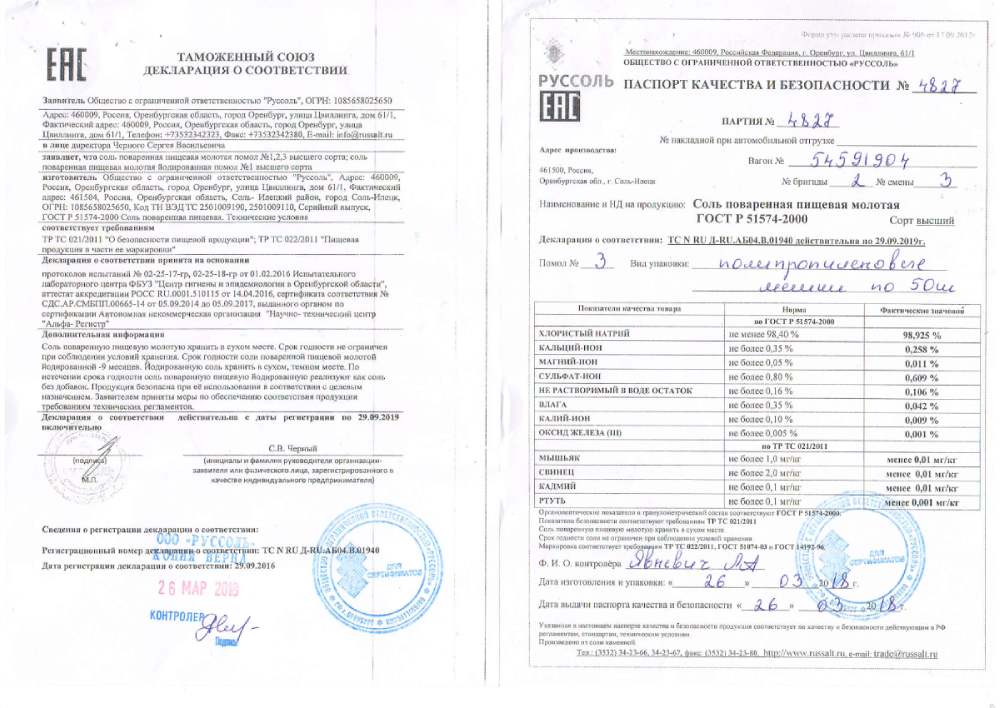 ЕАС
ТАМОЖЕННЫЙ СОЮЗ
ДЕКЛАРАЦИЯ О СООТВЕТСТВИИ
Заявитель Общество с ограниченной ответственностью "Руссоль", ОГРН: 1085658025650
Адрес: 460009, Россия, Оренбургская область, город Оренбург, улица Цвиллинга, дом 61/1,
Фактический адрес: 460009, Россия, Оренбургская область, город Оренбург, улица
Цвиллинга, дом 61/1, Телефон: +73532342323, Факс: +73532342380, E-mail: info@russalt.ru
в лице директора Черного Сергея Васильевича
заявляет, что соль поваренная пищевая молотая помол №1,2,3 высшего сорта; соль
поваренная пищевая молотая йодированная помол №1 высшего сорта
изготовитель Общество с ограниченной ответственностью "Руссоль", Адрес: 460009,
Россия, Оренбургская область, город Оренбург, улица Цвиллинга, дом 61/1, Фактический
адрес: 461504, Россия, Оренбургская область, Соль- Илецкий район, город Соль-Илецк,
ОГРН: 1085658025650, Код ТН ВЭД ТС 2501009190, 2501009110, Серийный выпуск,
ГОСТ Р 51574-2000 Соль поваренная пищевая. Технические условия
соответствует требованиям
ТР ТС 021/2011 "О безопасности пищевой продукции"; ТР ТС 022/2011 "Пищевая
продукция в части ее маркировки"
Декларация о соответствии принята на основании
протоколов испытаний № 02-25-17-гр, 02-25-18-гр от 01.02.2016 Испытательного
лабораторного центра ФБУЗ "Центр гигиены и эпидемиологии в Оренбургской области",
аттестат аккредитации РОСС RU.0001.510115 от 14.04.2016, сертификата соответствия №
СДС.АР.СМБПП.00665-14 от 05.09.2014 до 05.09.2017, выданного органом по
сертификации Автономная некоммерческая организация "Научно- технический центр
"Альфа- Регистр"
Дополнительная информация
Соль поваренную пищевую молотую хранить в сухом месте. Срок годности не ограничен
при соблюдении условий хранения. Срок годности соли поваренной пищевой молотой
йодированной -9 месяцев. Йодированную соль хранить в сухом, темном месте. По
истечении срока годности соль поваренную пищевую йодированную реализуют как соль
без добавок. Продукция безопасна при её использовании в соответствии с целевым
назначением. Заявителем приняты меры по обеспечению соответствия продукции
требованиям технических регламентов.
Декларация о соответствии действительна с даты регистрации по 29.09.2019
включительно
С.В. Черный
(подпись)
М.П.
(инициалы и фамилия руководителя организации-
заявителя или физического лица, зарегистрированного в
качестве индивидуального предпринимателя)
Сведения о регистрации декларации о соответствии:
ООО «РУССОЛЬ»
КОПИЯ ВЕРНА
Регистрационный номер декларации о соответствии: ТС N RU Д-RU.АБ04.В.01940
Дата регистрации декларации о соответствии: 29.09.2016
26 МАР 2018
КОНТРОЛЕР
Подпись
ДЛЯ
СЕРТИФИКАТОВ
Местонахождение: 460009, Российская Федерация, г. Оренбург, ул. Цвиллинга, 61/1
ОБЩЕСТВО С ОГРАНИЧЕННОЙ ОТВЕТСТВЕННОСТЬЮ «РУССОЛЬ»
РУССОЛЬ
ПАСПОРТ КАЧЕСТВА И БЕЗОПАСНОСТИ № 4827
ЕАС
ПАРТИЯ № 4827
№ накладной при автомобильной отгрузке
Адрес производства:
Вагон № 54591904
461500, Россия,
Оренбургская обл., г. Соль-Илецк
№ бригады 2 № смены 3
Наименование и НД на продукцию: Соль поваренная пищевая молотая
ГОСТ Р 51574-2000 Сорт высший
Декларация о соответствии: ТС N RU Д-RU.АБ04.В.01940 действительна по 29.09.2019г.
Помол № 3 Вид упаковки: полипропиленовые
мешки по 50кг
Показатели качества товара Норма Фактические значения
по ГОСТ Р 51574-2000
ХЛОРИСТЫЙ НАТРИЙ не менее 98,40 % 98,925 %
КАЛЬЦИЙ-ИОН не более 0,35 % 0,258 %
МАГНИЙ-ИОН не более 0,05 % 0,011 %
СУЛЬФАТ-ИОН не более 0,80 % 0,609 %
НЕ РАСТВОРИМЫЙ В ВОДЕ ОСТАТОК не более 0,16 % 0,106 %
ВЛАГА не более 0,35 % 0,042 %
КАЛИЙ-ИОН не более 0,10 % 0,009 %
ОКСИД ЖЕЛЕЗА (III) не более 0,005 % 0,001 %
по ТР ТС 021/2011
МЫШЬЯК не более 1,0 мг/кг менее 0,01 мг/кг
СВИНЕЦ не более 2,0 мг/кг менее 0,01 мг/кг
КАДМИЙ не более 0,1 мг/кг менее 0,01 мг/кг
РТУТЬ не более 0,1 мг/кг менее 0,001 мг/кг
Органолептические показатели и гранулометрический состав соответствуют ГОСТ Р 51574-2000.
Показатели безопасности соответствуют требованиям ТР ТС 021/2011
Соль поваренную пищевую молотую хранить в сухом месте
Срок годности соли не ограничен при соблюдении условий хранения
Маркировка соответствует требованиям ТР ТС 022/2011, ГОСТ 51074-03 и ГОСТ 14192-96.
Ф. И. О. контролёра
ДЛЯ
СЕРТИФИКАТОВ
Дата изготовления и упаковки: « 26 » 03 2018г.
Дата выдачи паспорта качества и безопасности « 26 » 03 2018г.
Указанная в настоящем паспорте качества и безопасности продукция соответствует по качеству и безопасности действующим в РФ
регламентам, стандартам, техническим условиям
Произведено из соли каменной
Тел.: (3532) 34-23-66, 34-23-67, факс: (3532) 34-23-80, http://www.russalt.ru, e-mail: trade@russalt.ru